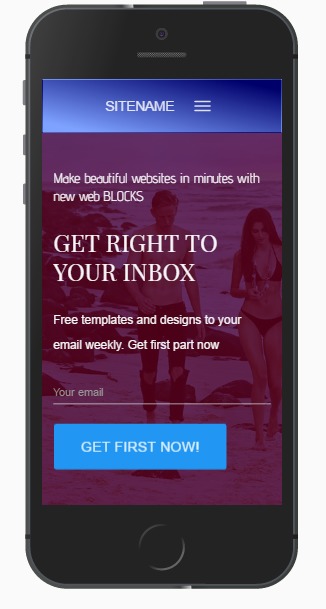 SITENAME
Make beautiful websites in minutes with
new web BLOCKS
GET RIGHT TO
YOUR INBOX
Free templates and designs to your
email weekly. Get first part now
Your email
GET FIRST NOW!